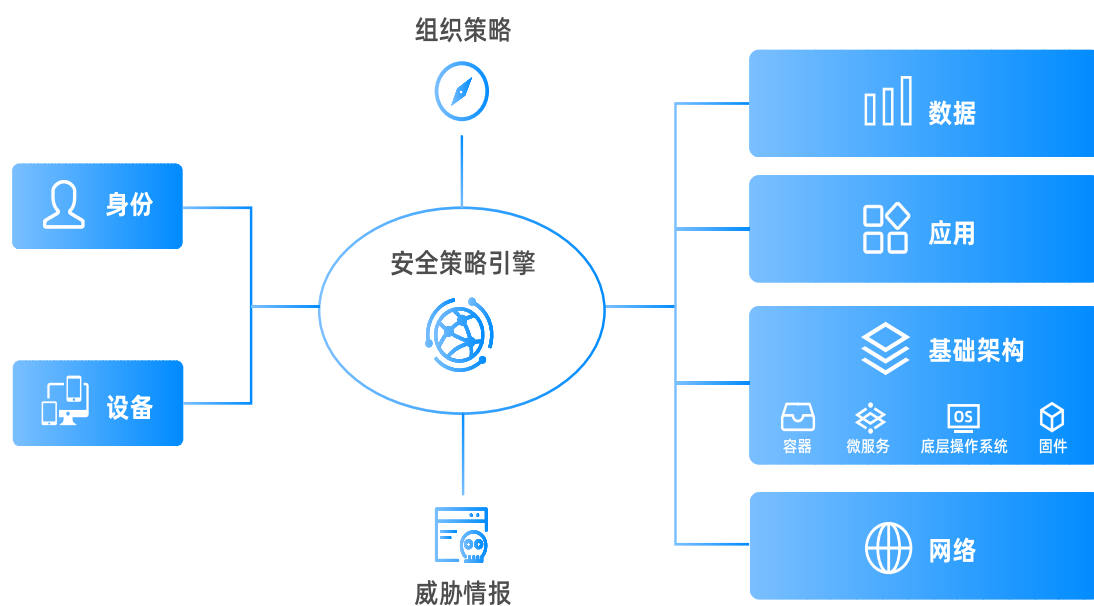 组织策略
身份
设备
安全策略引擎
威胁情报
数据
应用
基础架构
容器
微服务
OS
底层操作系统
固件
网络